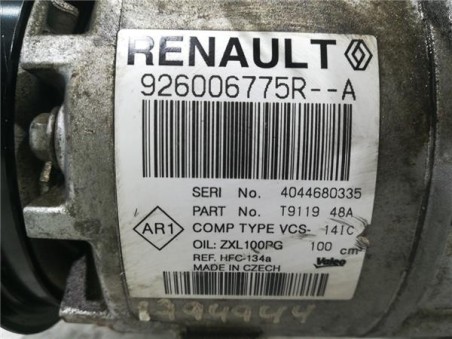 RENAULT
926006775R--A
SERI No. 4044680335
PART No. T9119 48A
AR1
COMP TYPE VCS- 14IC
OIL: ZXL100PG 100 cm³
REF. HFC-134a
MADE IN CZECH
Valeo